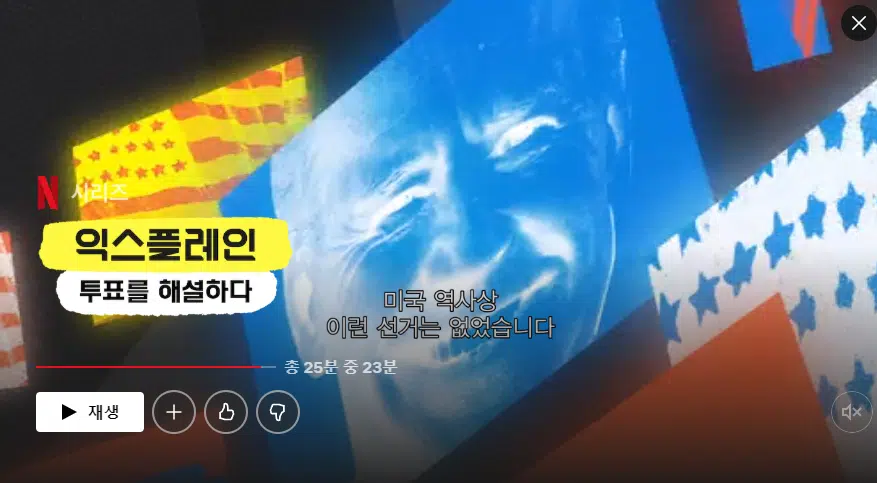 N 시리즈
익스플레인
투표를 해설하다
미국 역사상
이런 선거는 없었습니다
총 25분 중 23분
재생